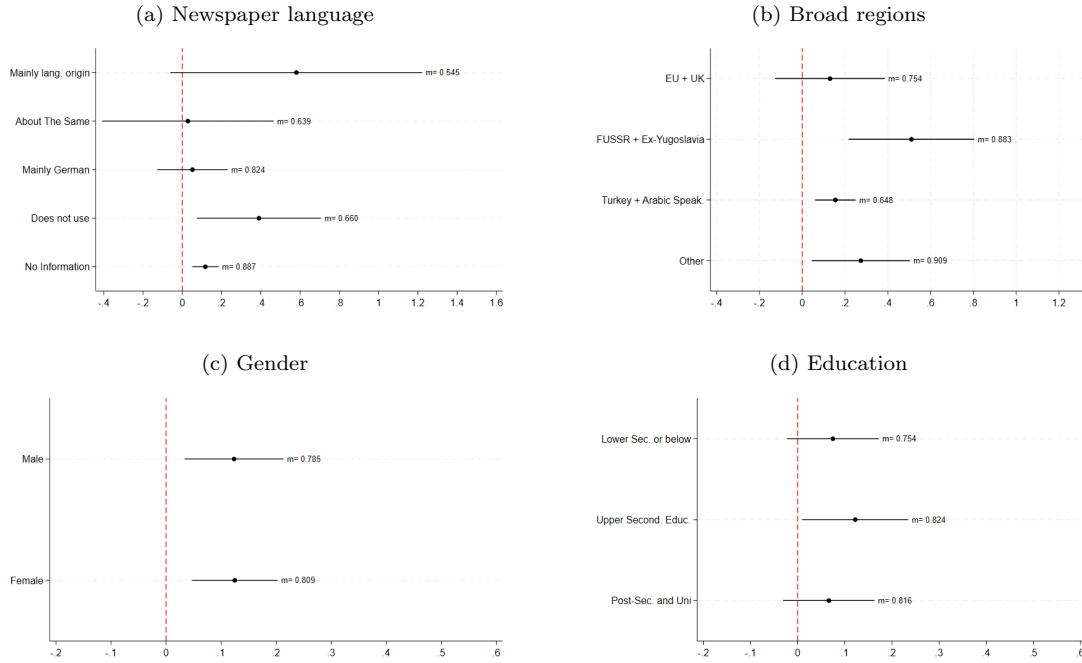 (a) Newspaper language
Mainly lang. origin
m= 0.545
About The Same
m= 0.639
Mainly German
m= 0.824
Does not use
m= 0.660
No Information
m= 0.887
-.4 -.2 0 .2 .4 .6 .8 1 1.2 1.4 1.6
(b) Broad regions
EU + UK
m= 0.754
FUSSR + Ex-Yugoslavia
m= 0.883
Turkey + Arabic Speak.
m= 0.648
Other
m= 0.909
-.4 -.2 0 .2 .4 .6 .8 1 1.2
(c) Gender
Male
m= 0.785
Female
m= 0.809
-.2 -.1 0 .1 .2 .3 .4 .5 .6
(d) Education
Lower Sec. or below
m= 0.754
Upper Second. Educ.
m= 0.824
Post-Sec. and Uni
m= 0.816
-.2 -.1 0 .1 .2 .3 .4 .5 .6